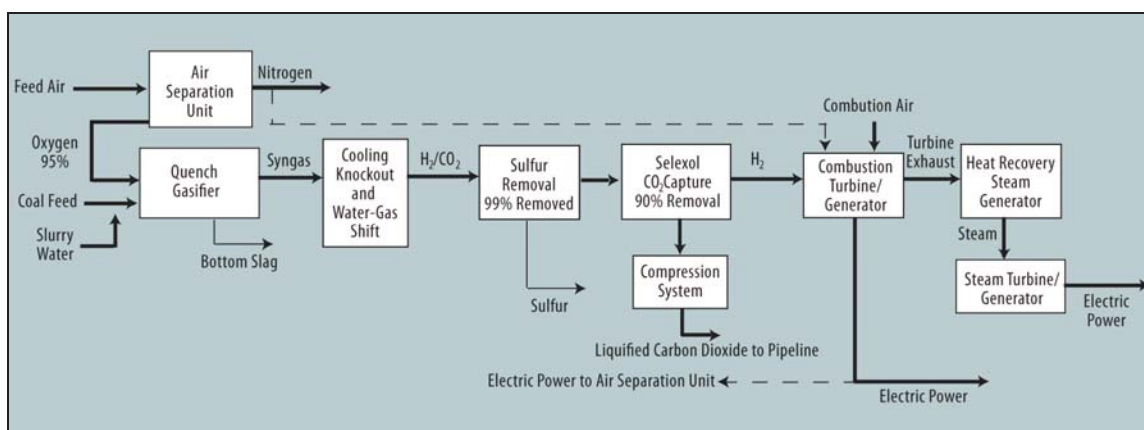 Feed Air
Air
Separation
Unit
Nitrogen
Oxygen
95%
Coal Feed
Slurry
Water
Quench
Gasifier
Bottom Slag
Syngas
Cooling
Knockout
and
Water-Gas
Shift
H₂/CO₂
Sulfur
Removal
99% Removed
Sulfur
Selexol
CO₂Capture
90% Removal
Compression
System
Liquified Carbon Dioxide to Pipeline
H₂
Combution Air
Combustion
Turbine/
Generator
Turbine
Exhaust
Heat Recovery
Steam
Generator
Steam
Steam Turbine/
Generator
Electric
Power
Electric Power to Air Separation Unit
Electric Power